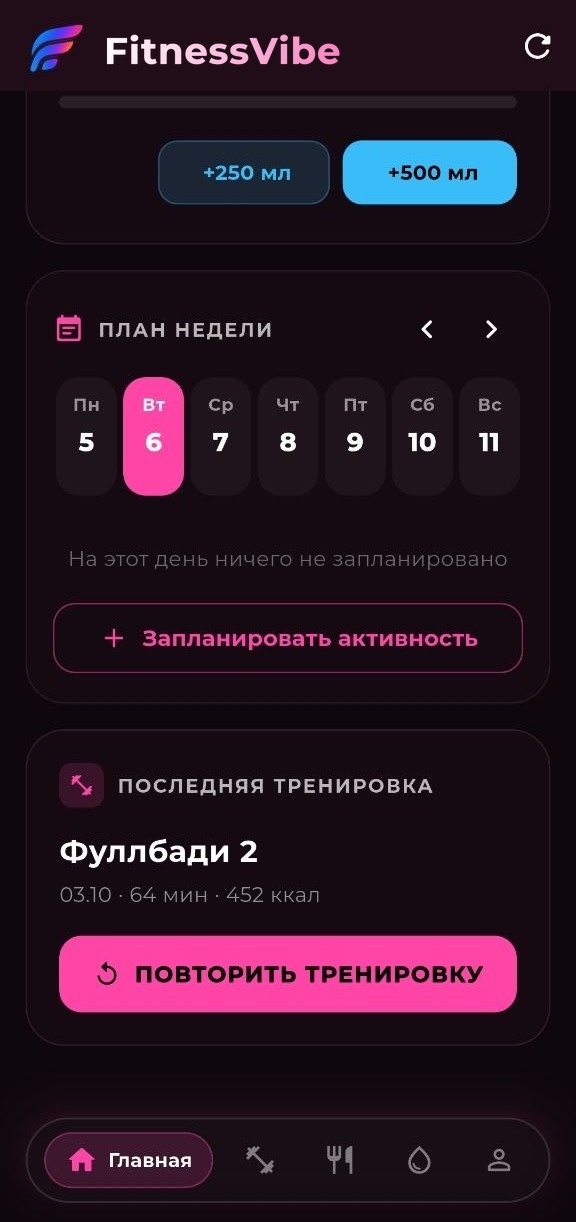 FitnessVibe
+250 мл
+500 мл
ПЛАН НЕДЕЛИ
Пн Вт Ср Чт Пт Сб Вс
5 6 7 8 9 10 11
На этот день ничего не запланировано
+ Запланировать активность
ПОСЛЕДНЯЯ ТРЕНИРОВКА
Фуллбади 2
03.10 · 64 мин · 452 ккал
ПОВТОРИТЬ ТРЕНИРОВКУ
Главная